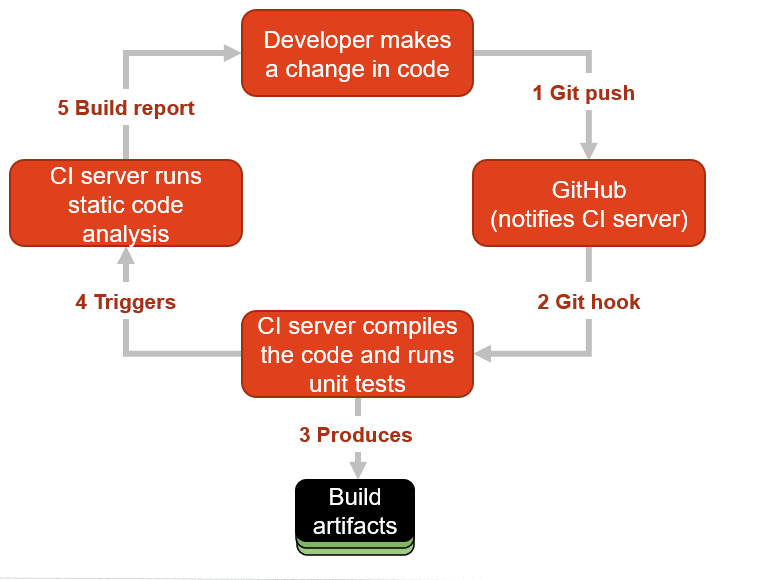 Developer makes
a change in code
1 Git push
5 Build report
CI server runs
static code
analysis
GitHub
(notifies CI server)
4 Triggers
2 Git hook
CI server compiles
the code and runs
unit tests
3 Produces
Build
artifacts